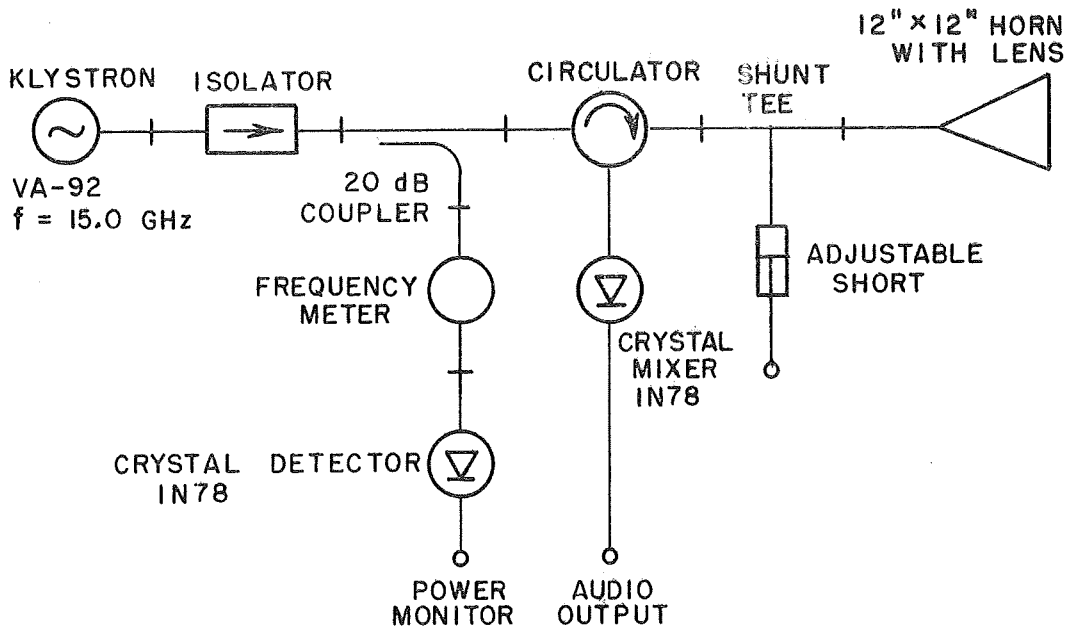 12" × 12" HORN
WITH LENS
KLYSTRON
ISOLATOR
CIRCULATOR
SHUNT
TEE
VA-92
f = 15.0 GHz
20 dB
COUPLER
FREQUENCY
METER
ADJUSTABLE
SHORT
CRYSTAL
MIXER
IN78
CRYSTAL DETECTOR
IN78
POWER
MONITOR
AUDIO
OUTPUT